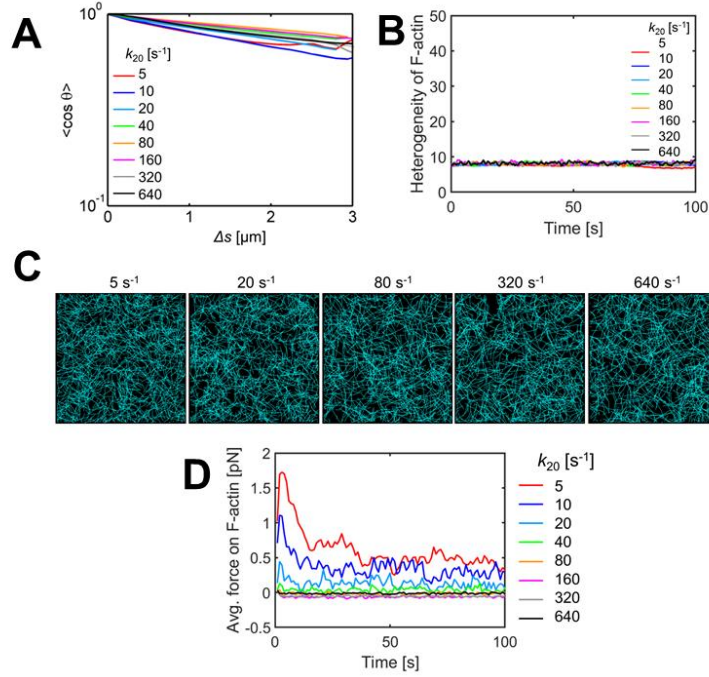 A
10⁰
<cos θ>
k₂₀ [s⁻¹]
5
10
20
40
80
160
320
640
10⁻¹
0
1
2
3
Δs [μm]
B
50
40
30
20
10
0
Heterogeneity of F-actin
k₂₀ [s⁻¹]
5
10
20
40
80
160
320
640
0
50
100
Time [s]
C
5 s⁻¹
20 s⁻¹
80 s⁻¹
320 s⁻¹
640 s⁻¹
D
2
1.5
1
0.5
0
-0.5
Avg. force on F-actin [pN]
0
50
100
Time [s]
k₂₀ [s⁻¹]
5
10
20
40
80
160
320
640